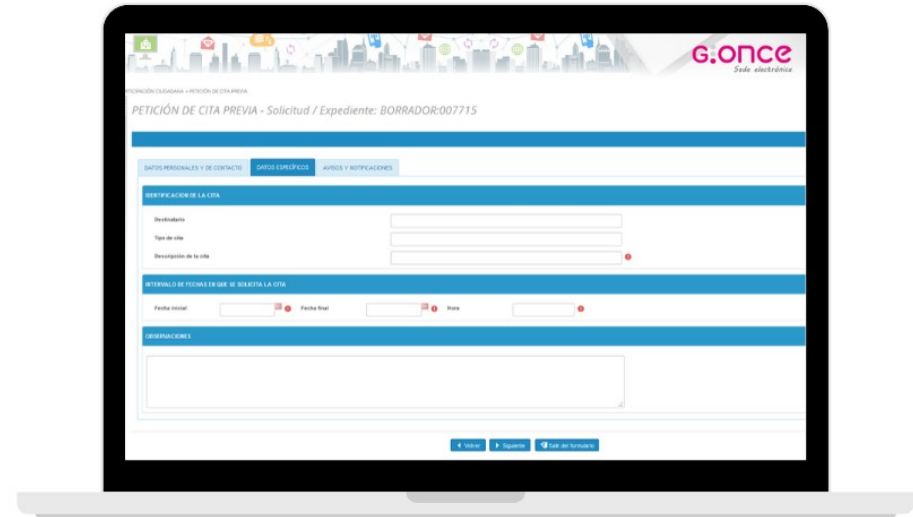 G:once
Sede electrónica
PARTICIPACIÓN CIUDADANA » PETICIÓN DE CITA PREVIA
PETICIÓN DE CITA PREVIA - Solicitud / Expediente: BORRADOR:007715
DATOS PERSONALES Y DE CONTACTO DATOS ESPECÍFICOS AVISOS Y NOTIFICACIONES
IDENTIFICACION DE LA CITA
Destinatario
Tipo de cita
Descripción de la cita
INTERVALO DE FECHAS EN QUE SE SOLICITA LA CITA
Fecha inicial Fecha final Hora
OBSERVACIONES
Volver Siguiente Salir del formulario